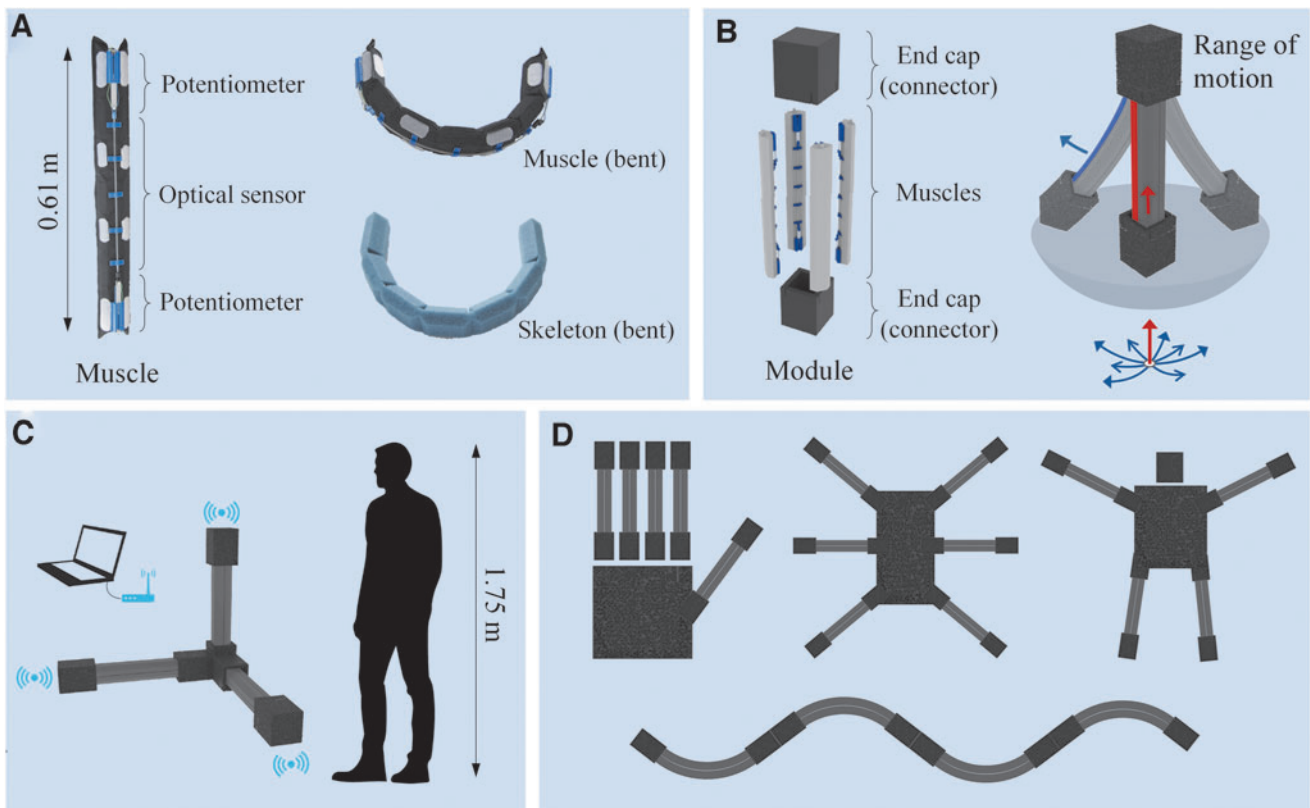 A
0.61 m
Potentiometer
Optical sensor
Potentiometer
Muscle
Muscle (bent)
Skeleton (bent)
B
End cap
(connector)
Muscles
End cap
(connector)
Module
Range of
motion
C
1.75 m
D